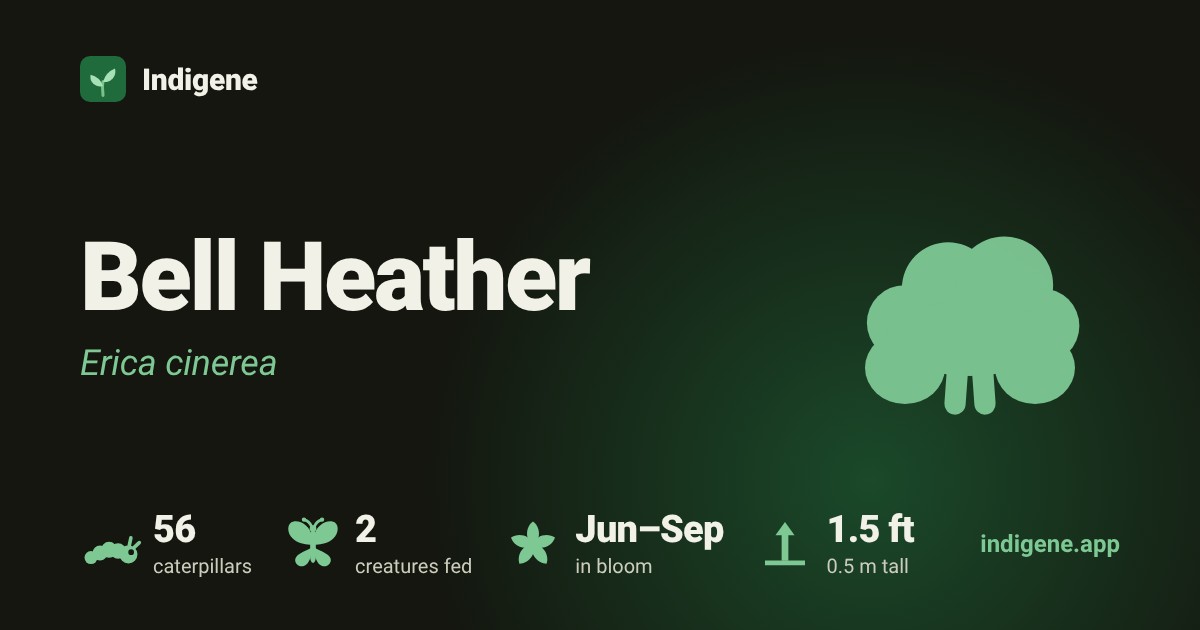 Indigene
Bell Heather
Erica cinerea
56
caterpillars
2
creatures fed
Jun–Sep
in bloom
1.5 ft
0.5 m tall
indigene.app